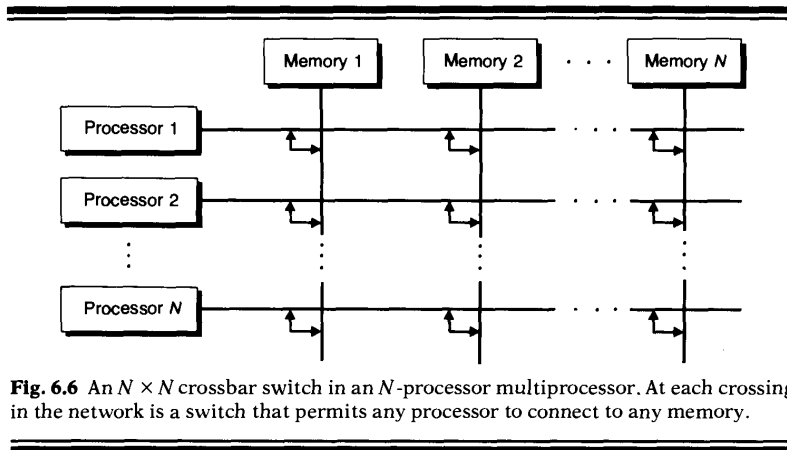 Memory 1
Memory 2
· · ·
Memory N
Processor 1
Processor 2
Processor N
Fig. 6.6 An N × N crossbar switch in an N-processor multiprocessor. At each crossing
in the network is a switch that permits any processor to connect to any memory.